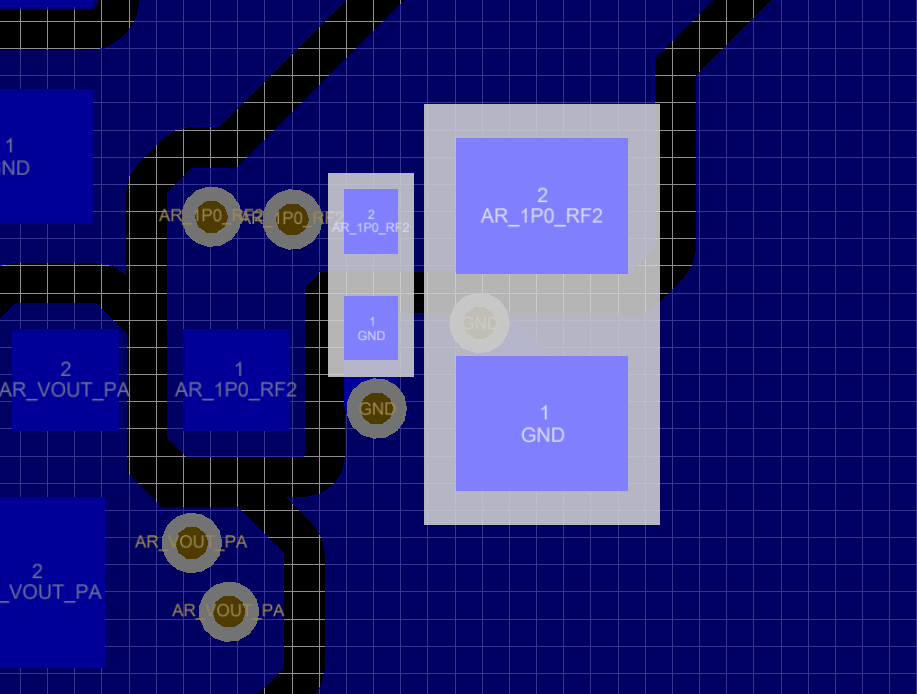 1
GND
2
AR_1P0_RF2
AR_1P0_RF2
AR_1P0_RF2
2
AR_1P0_RF2
1
GND
GND
2
AR_VOUT_PA
1
AR_1P0_RF2
GND
1
GND
AR_VOUT_PA
2
_VOUT_PA
AR_VOUT_PA